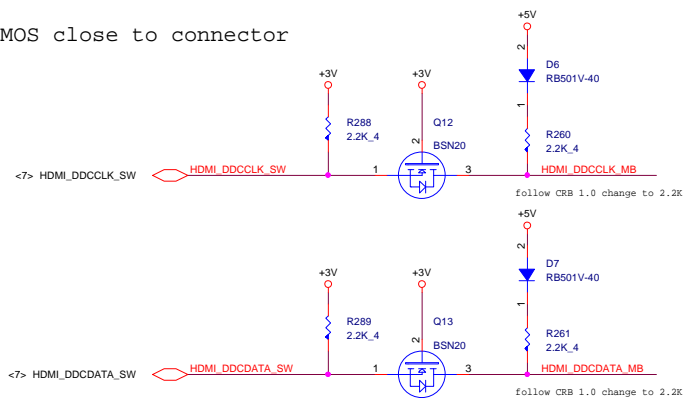 MOS close to connector
+5V
2
D6
RB501V-40
1
+3V
+3V
R288
2.2K_4
Q12
2
BSN20
R260
2.2K_4
<7> HDMI_DDCCLK_SW
HDMI_DDCCLK_SW
1
3
HDMI_DDCCLK_MB
follow CRB 1.0 change to 2.2K
+5V
2
D7
RB501V-40
1
+3V
+3V
R289
2.2K_4
Q13
2
BSN20
R261
2.2K_4
<7> HDMI_DDCDATA_SW
HDMI_DDCDATA_SW
1
3
HDMI_DDCDATA_MB
follow CRB 1.0 change to 2.2K